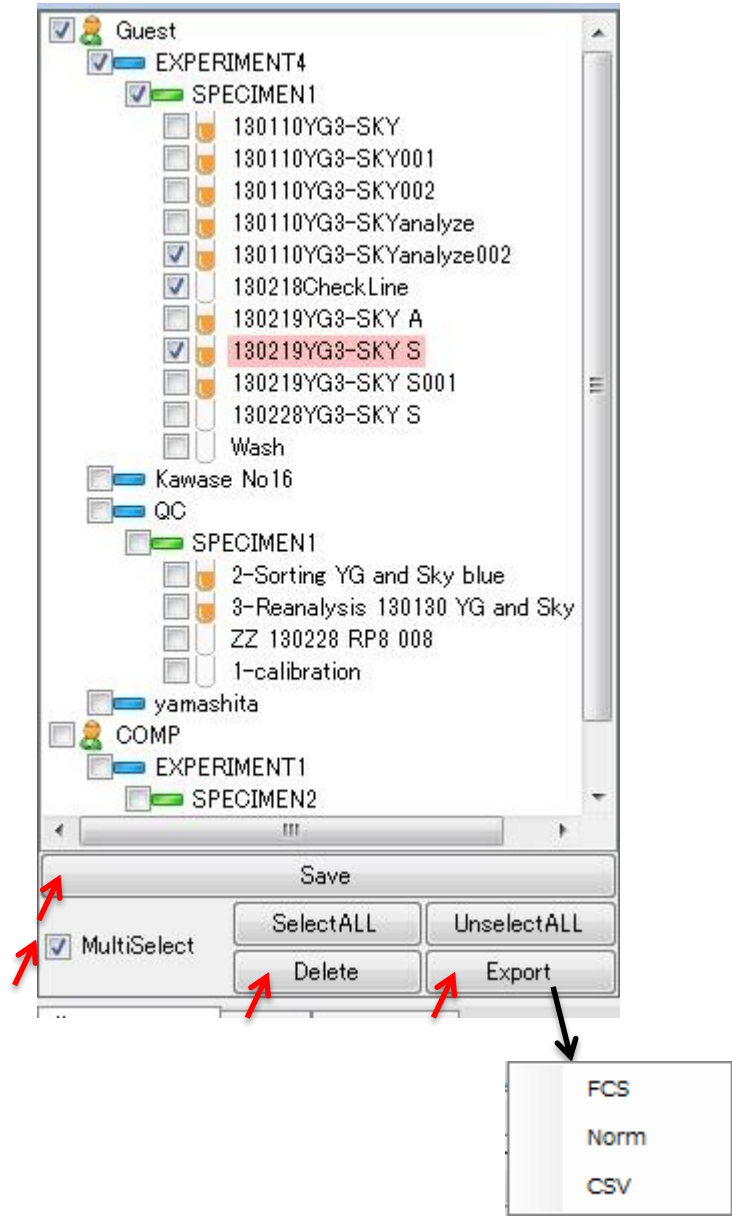 Guest
EXPERIMENT4
SPECIMEN1
130110YG3-SKY
130110YG3-SKY001
130110YG3-SKY002
130110YG3-SKYanalyze
130110YG3-SKYanalyze002
130218CheckLine
130219YG3-SKY A
130219YG3-SKY S
130219YG3-SKY S001
130228YG3-SKY S
Wash
Kawase No16
QC
SPECIMEN1
2-Sorting YG and Sky blue
3-Reanalysis 130130 YG and Sky
ZZ 130228 RP8 008
1-calibration
yamashita
COMP
EXPERIMENT1
SPECIMEN2
Save
MultiSelect
SelectALL
UnselectALL
Delete
Export
FCS
Norm
CSV